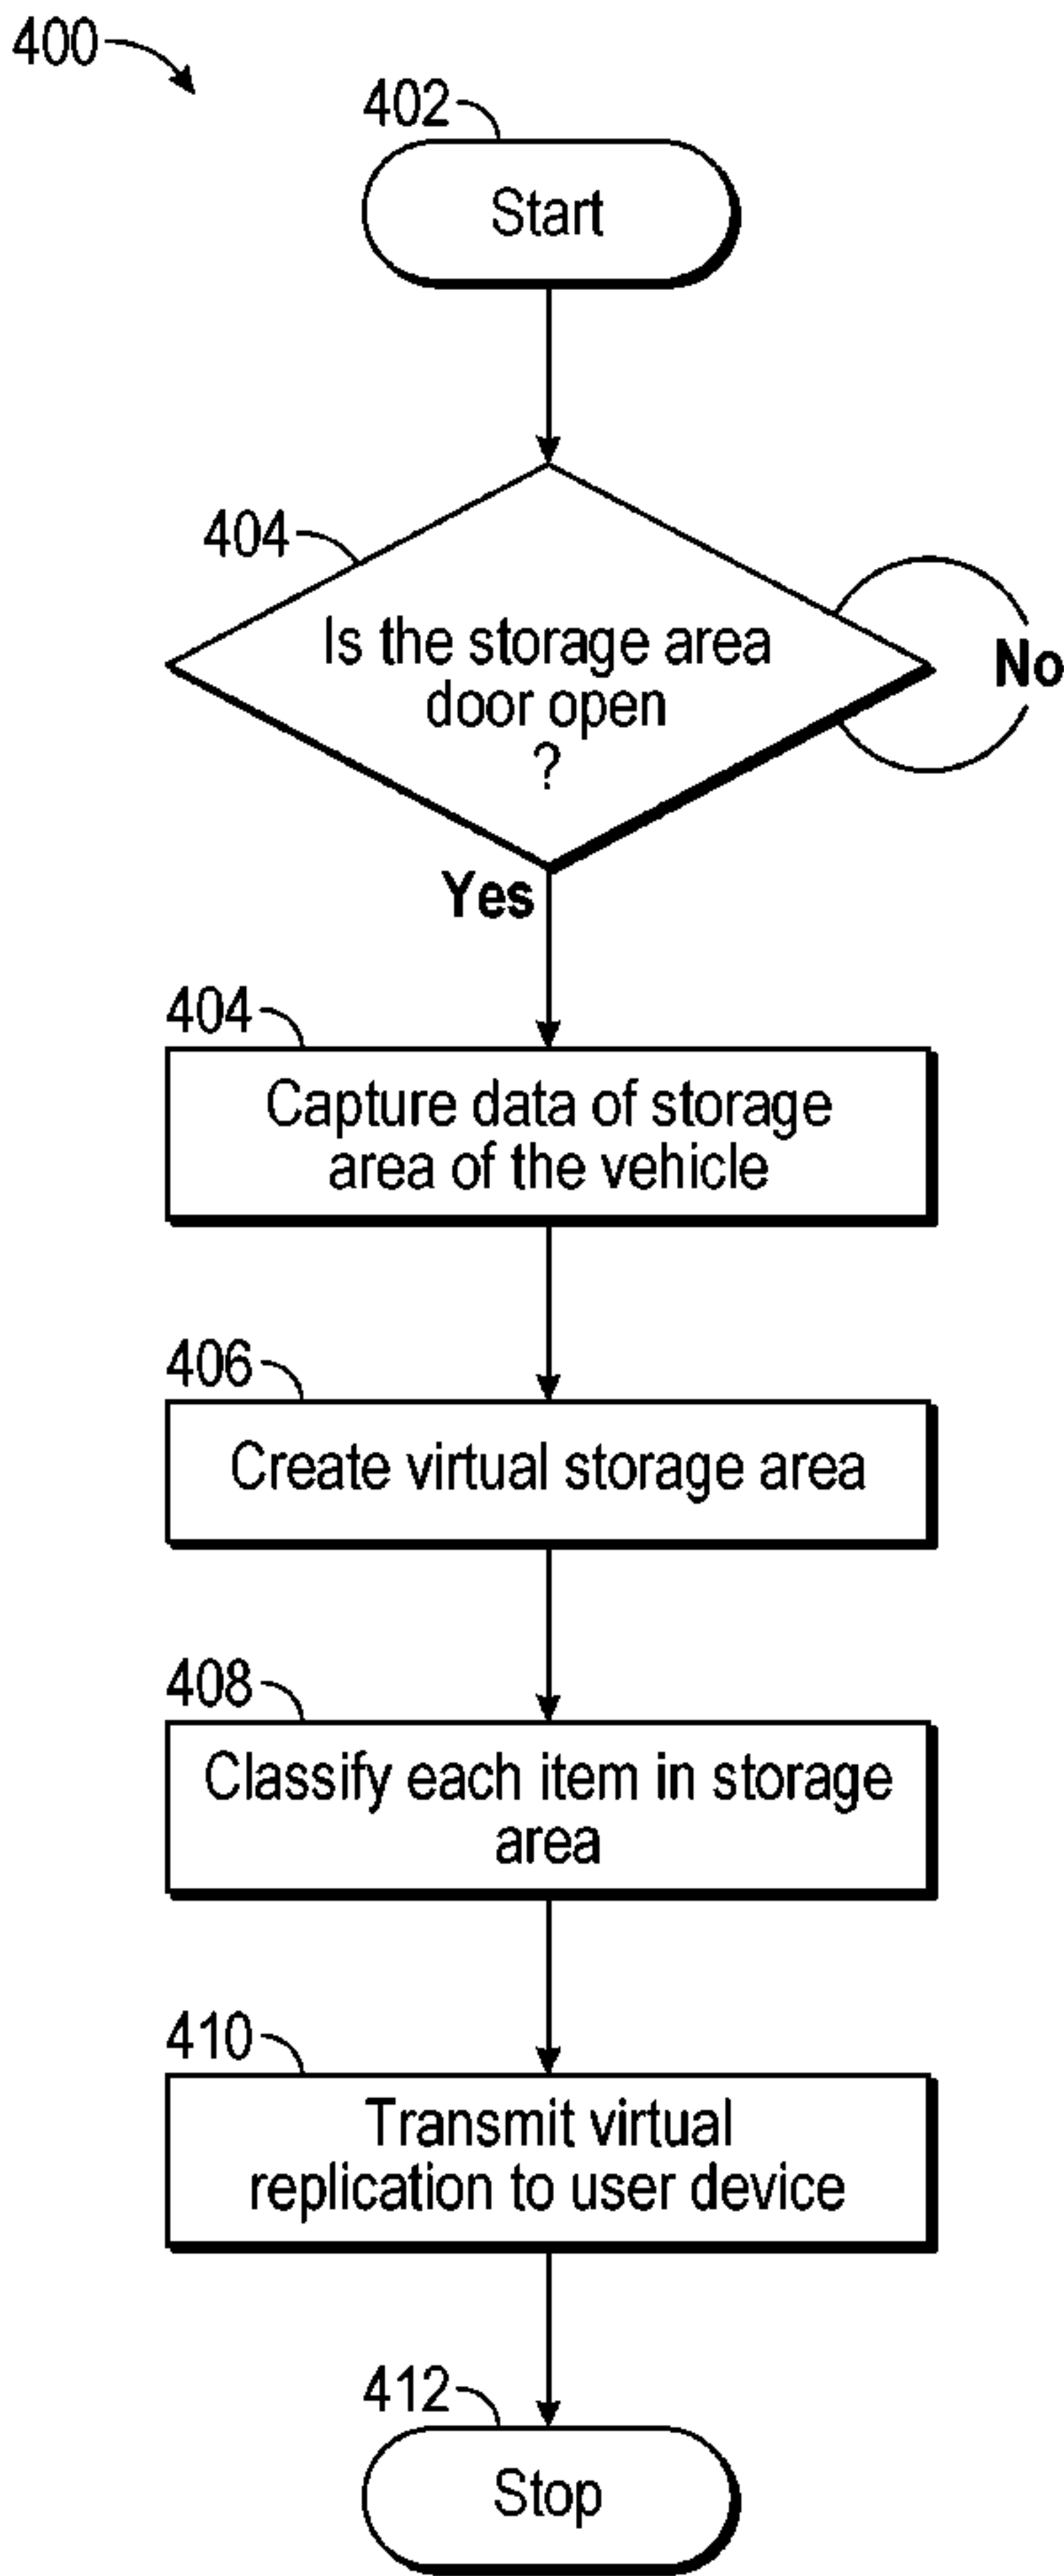 400
402
Start
404
Is the storage area
door open
?
No
Yes
404
Capture data of storage
area of the vehicle
406
Create virtual storage area
408
Classify each item in storage
area
410
Transmit virtual
replication to user device
412
Stop